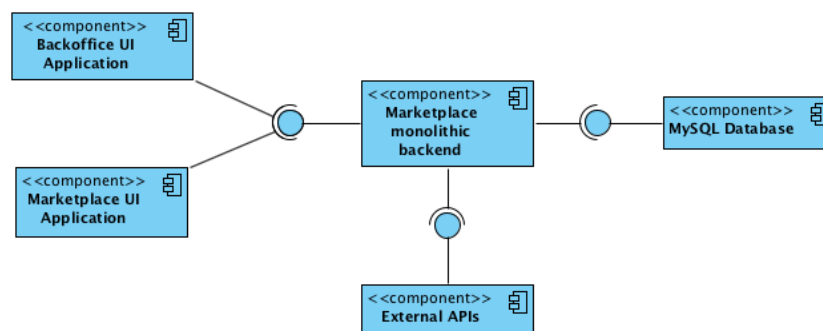 <<component>>
Backoffice UI
Application
<<component>>
Marketplace UI
Application
<<component>>
Marketplace
monolithic
backend
<<component>>
MySQL Database
<<component>>
External APIs